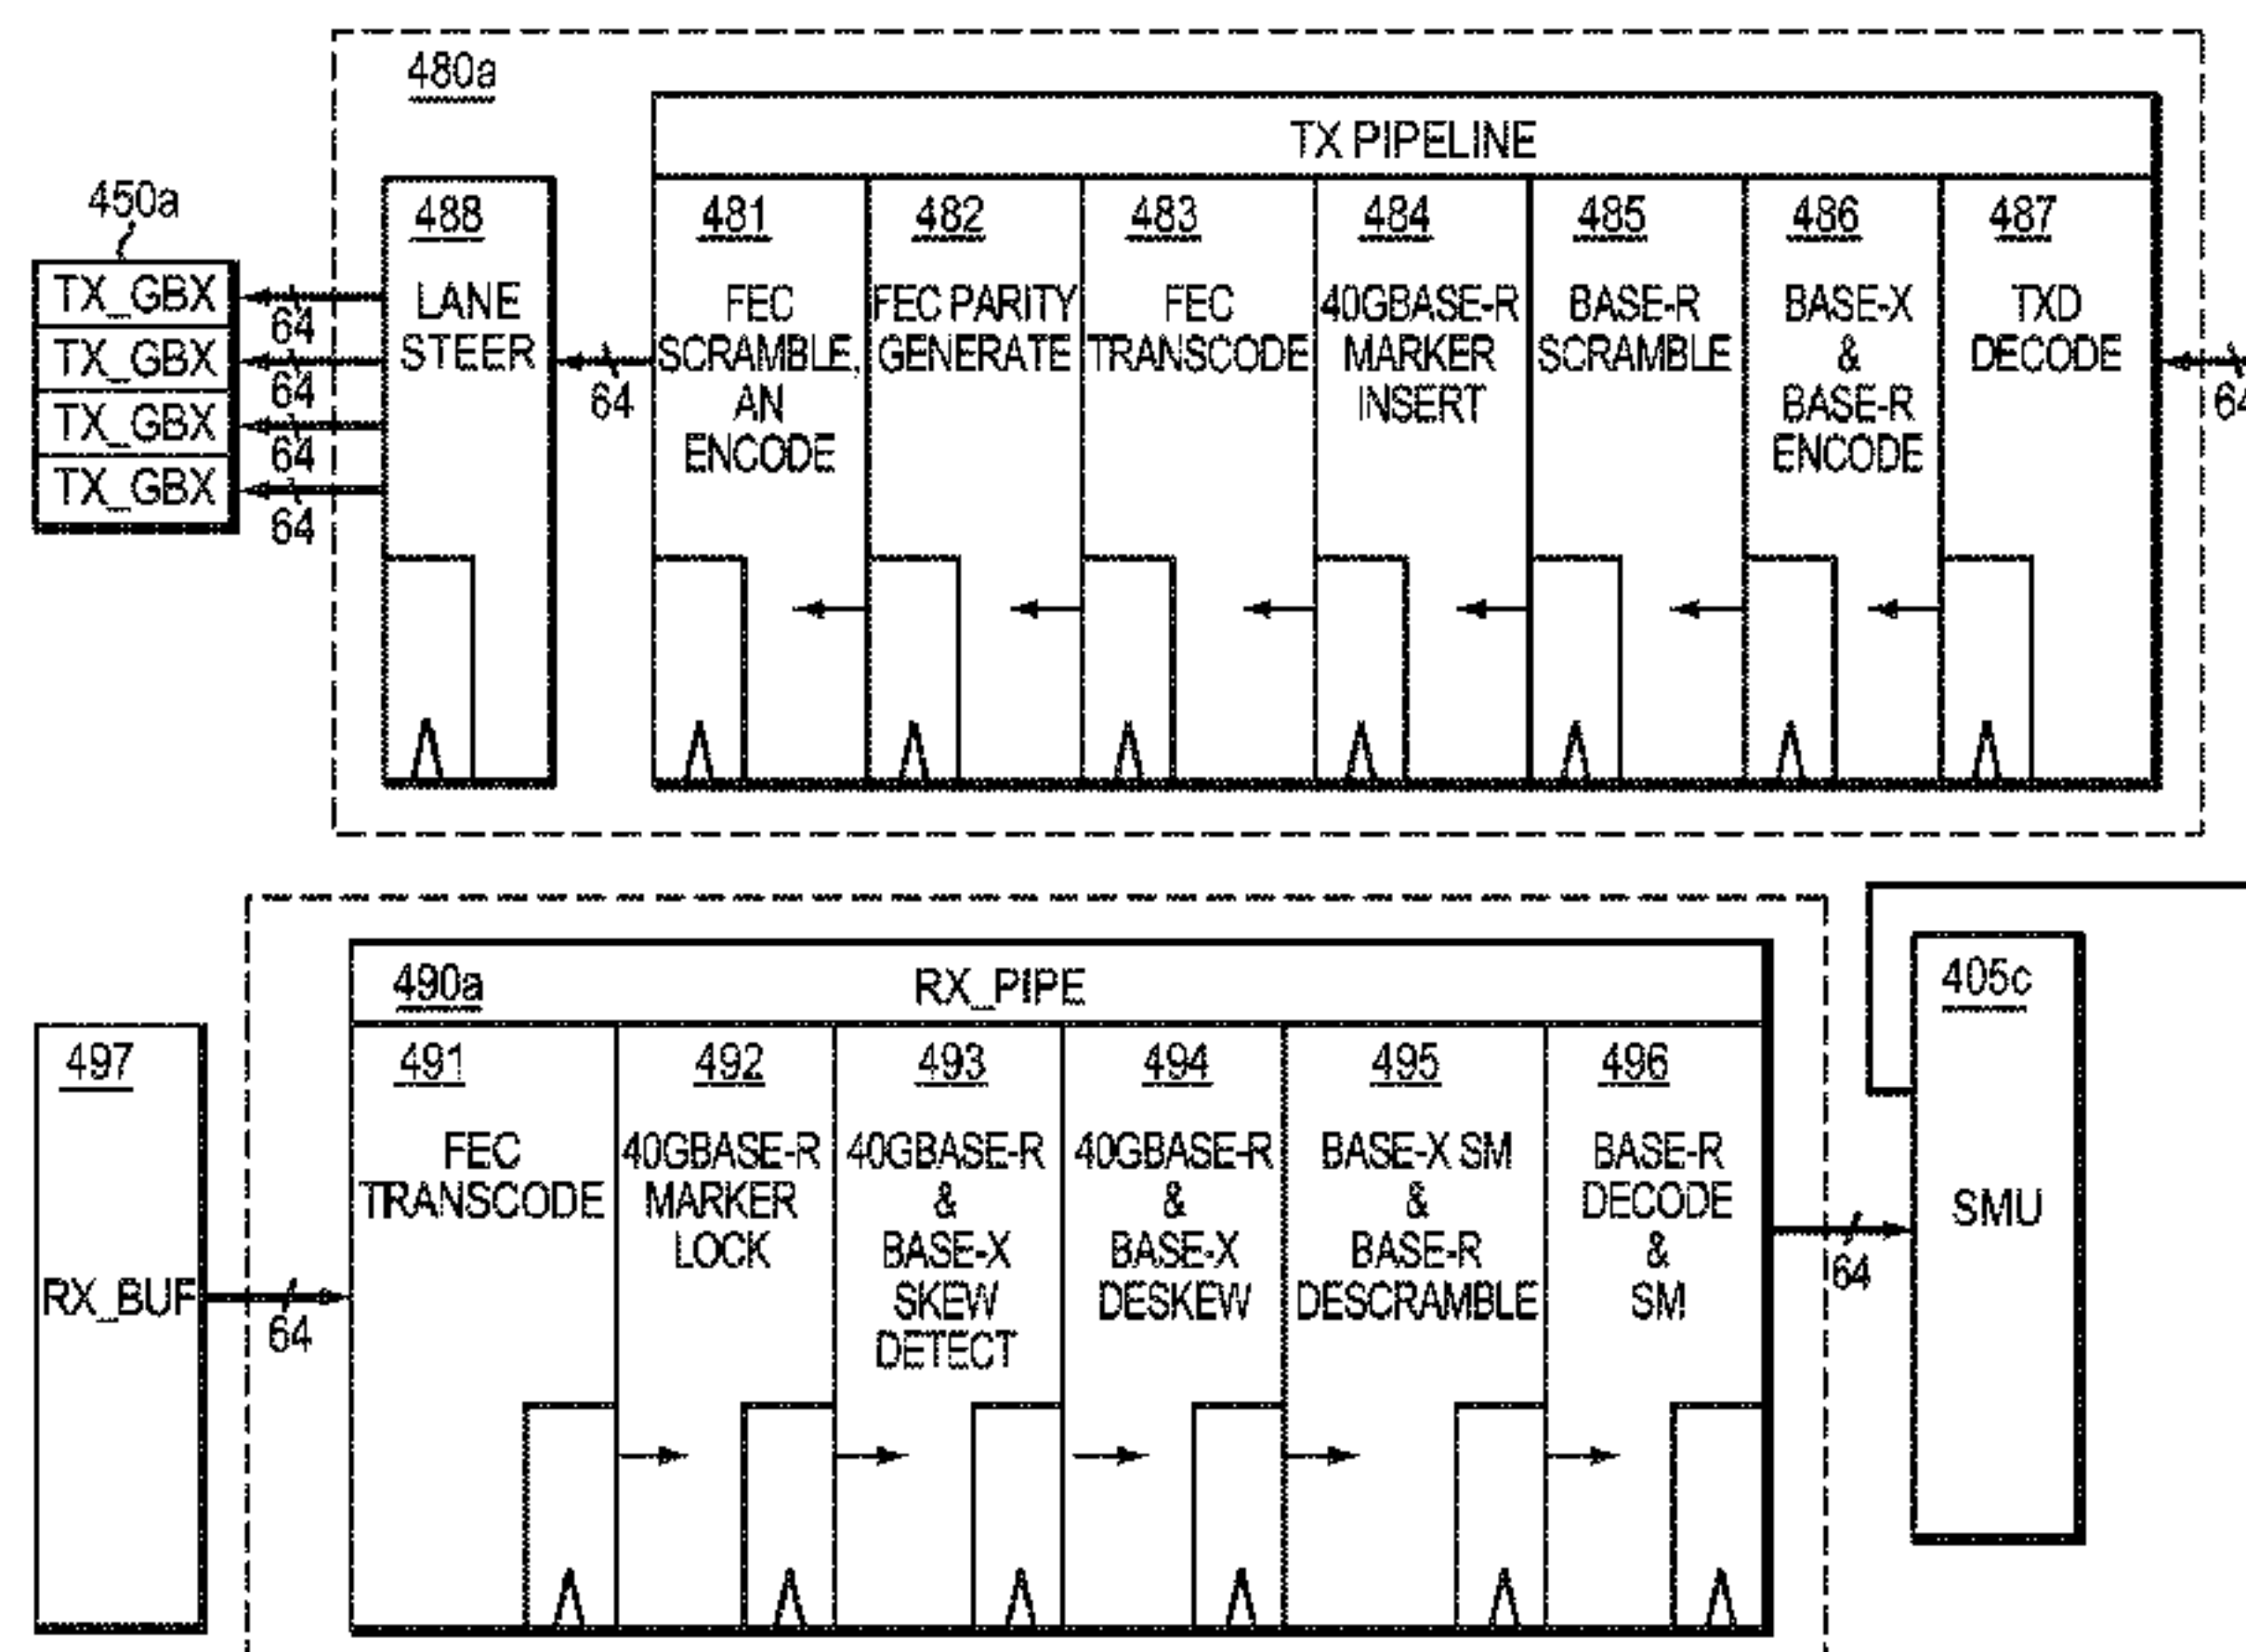 480a
TX PIPELINE
450a
TX_GBX
TX_GBX
TX_GBX
TX_GBX
64
64
64
64
488
LANE
STEER
64
481
FEC
SCRAMBLE,
AN
ENCODE
482
FEC PARITY
GENERATE
483
FEC
TRANSCODE
484
40GBASE-R
MARKER
INSERT
485
BASE-R
SCRAMBLE
486
BASE-X
&
BASE-R
ENCODE
487
TXD
DECODE
64
490a
RX_PIPE
497
RX_BUF
64
491
FEC
TRANSCODE
492
40GBASE-R
MARKER
LOCK
493
40GBASE-R
&
BASE-X
SKEW
DETECT
494
40GBASE-R
&
BASE-X
DESKEW
495
BASE-X SM
&
BASE-R
DESCRAMBLE
496
BASE-R
DECODE
&
SM
64
405c
SMU